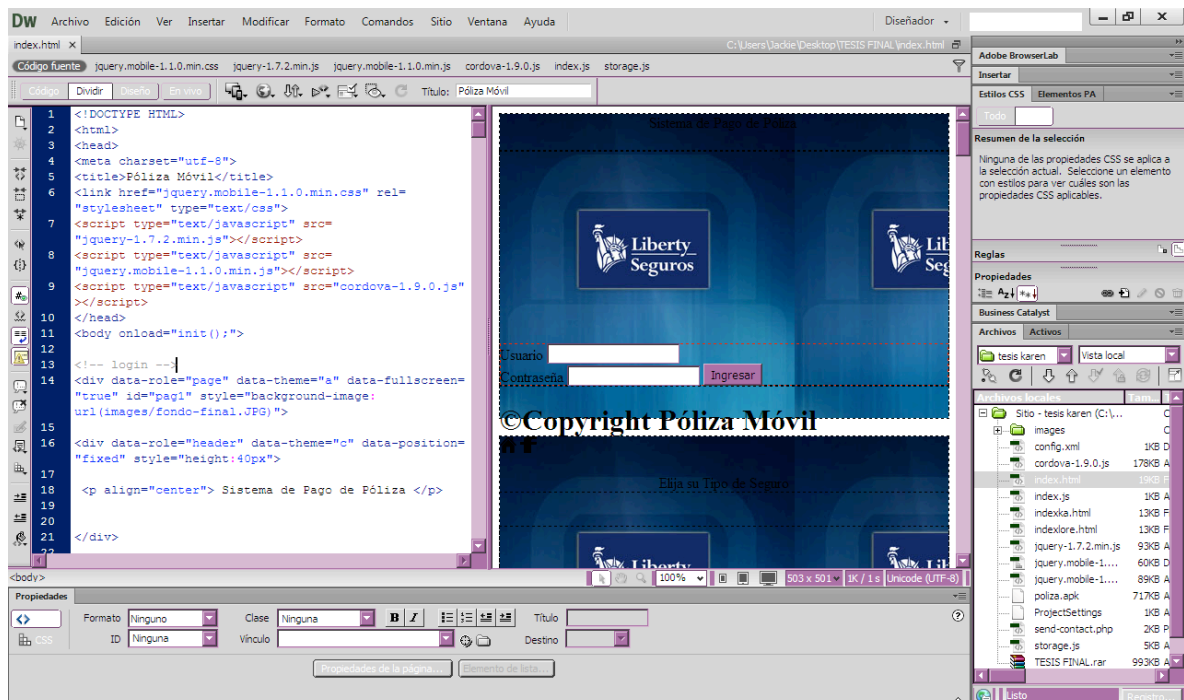 DW Archivo Edición Ver Insertar Modificar Formato Comandos Sitio Ventana Ayuda Diseñador
index.html × C:\Users\Jackie\Desktop\TESIS FINAL\index.html
Código fuente jquery.mobile-1.1.0.min.css jquery-1.7.2.min.js jquery.mobile-1.1.0.min.js cordova-1.9.0.js index.js storage.js
Código Dividir Diseño En vivo Título: Póliza Móvil
1 <!DOCTYPE HTML>
2 <html>
3 <head>
4 <meta charset="utf-8">
5 <title>Póliza Móvil</title>
6 <link href="jquery.mobile-1.1.0.min.css" rel=
"stylesheet" type="text/css">
7 <script type="text/javascript" src=
"jquery-1.7.2.min.js"></script>
8 <script type="text/javascript" src=
"jquery.mobile-1.1.0.min.js"></script>
9 <script type="text/javascript" src="cordova-1.9.0.js"
></script>
10 </head>
11 <body onload="init();">
12
13 <!-- login -->
14 <div data-role="page" data-theme="a" data-fullscreen=
"true" id="pag1" style="background-image:
url(images/fondo-final.JPG)">
15
16 <div data-role="header" data-theme="c" data-position=
"fixed" style="height:40px">
17
18 <p align="center"> Sistema de Pago de Póliza </p>
19
20
21 </div>
22
Sistema de Pago de Póliza
Liberty
Seguros
Lib
Seg
Usuario
Contraseña Ingresar
©Copyright Póliza Móvil
Elija su Tipo de Seguro
Liberty
Lib
<body> 100% 503 x 501 1K / 1 s Unicode (UTF-8)
Propiedades
<> Formato Ninguno Clase Ninguna B I Título
CSS ID Ninguna Vínculo Destino
Propiedades de la página... Elemento de lista...
Adobe BrowserLab
Insertar
Estilos CSS Elementos PA
Todo
Resumen de la selección
Ninguna de las propiedades CSS se aplica a
la selección actual. Seleccione un elemento
con estilos para ver cuáles son las
propiedades CSS aplicables.
Reglas
Propiedades
Business Catalyst
Archivos Activos
tesis karen Vista local
Archivos locales Tam... T
Sitio - tesis karen (C:\... C
images C
config.xml 1KB D
cordova-1.9.0.js 178KB A
index.html 19KB F
index.js 1KB A
indexka.html 13KB F
indexlore.html 13KB F
jquery-1.7.2.min.js 93KB A
jquery.mobile-1.... 60KB D
jquery.mobile-1.... 89KB A
poliza.apk 717KB A
ProjectSettings 1KB A
send-contact.php 2KB P
storage.js 5KB A
TESIS FINAL.rar 993KB A
Listo Registro...